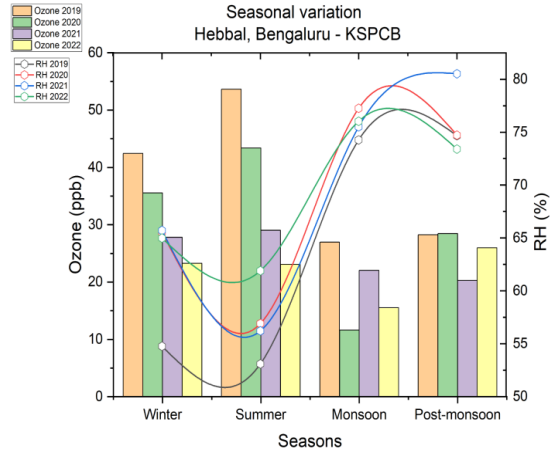 Seasonal variation
Hebbal, Bengaluru - KSPCB
Ozone 2019
Ozone 2020
Ozone 2021
Ozone 2022
RH 2019
RH 2020
RH 2021
RH 2022
Ozone (ppb)
60
50
40
30
20
10
0
RH (%)
80
75
70
65
60
55
50
Winter Summer Monsoon Post-monsoon
Seasons